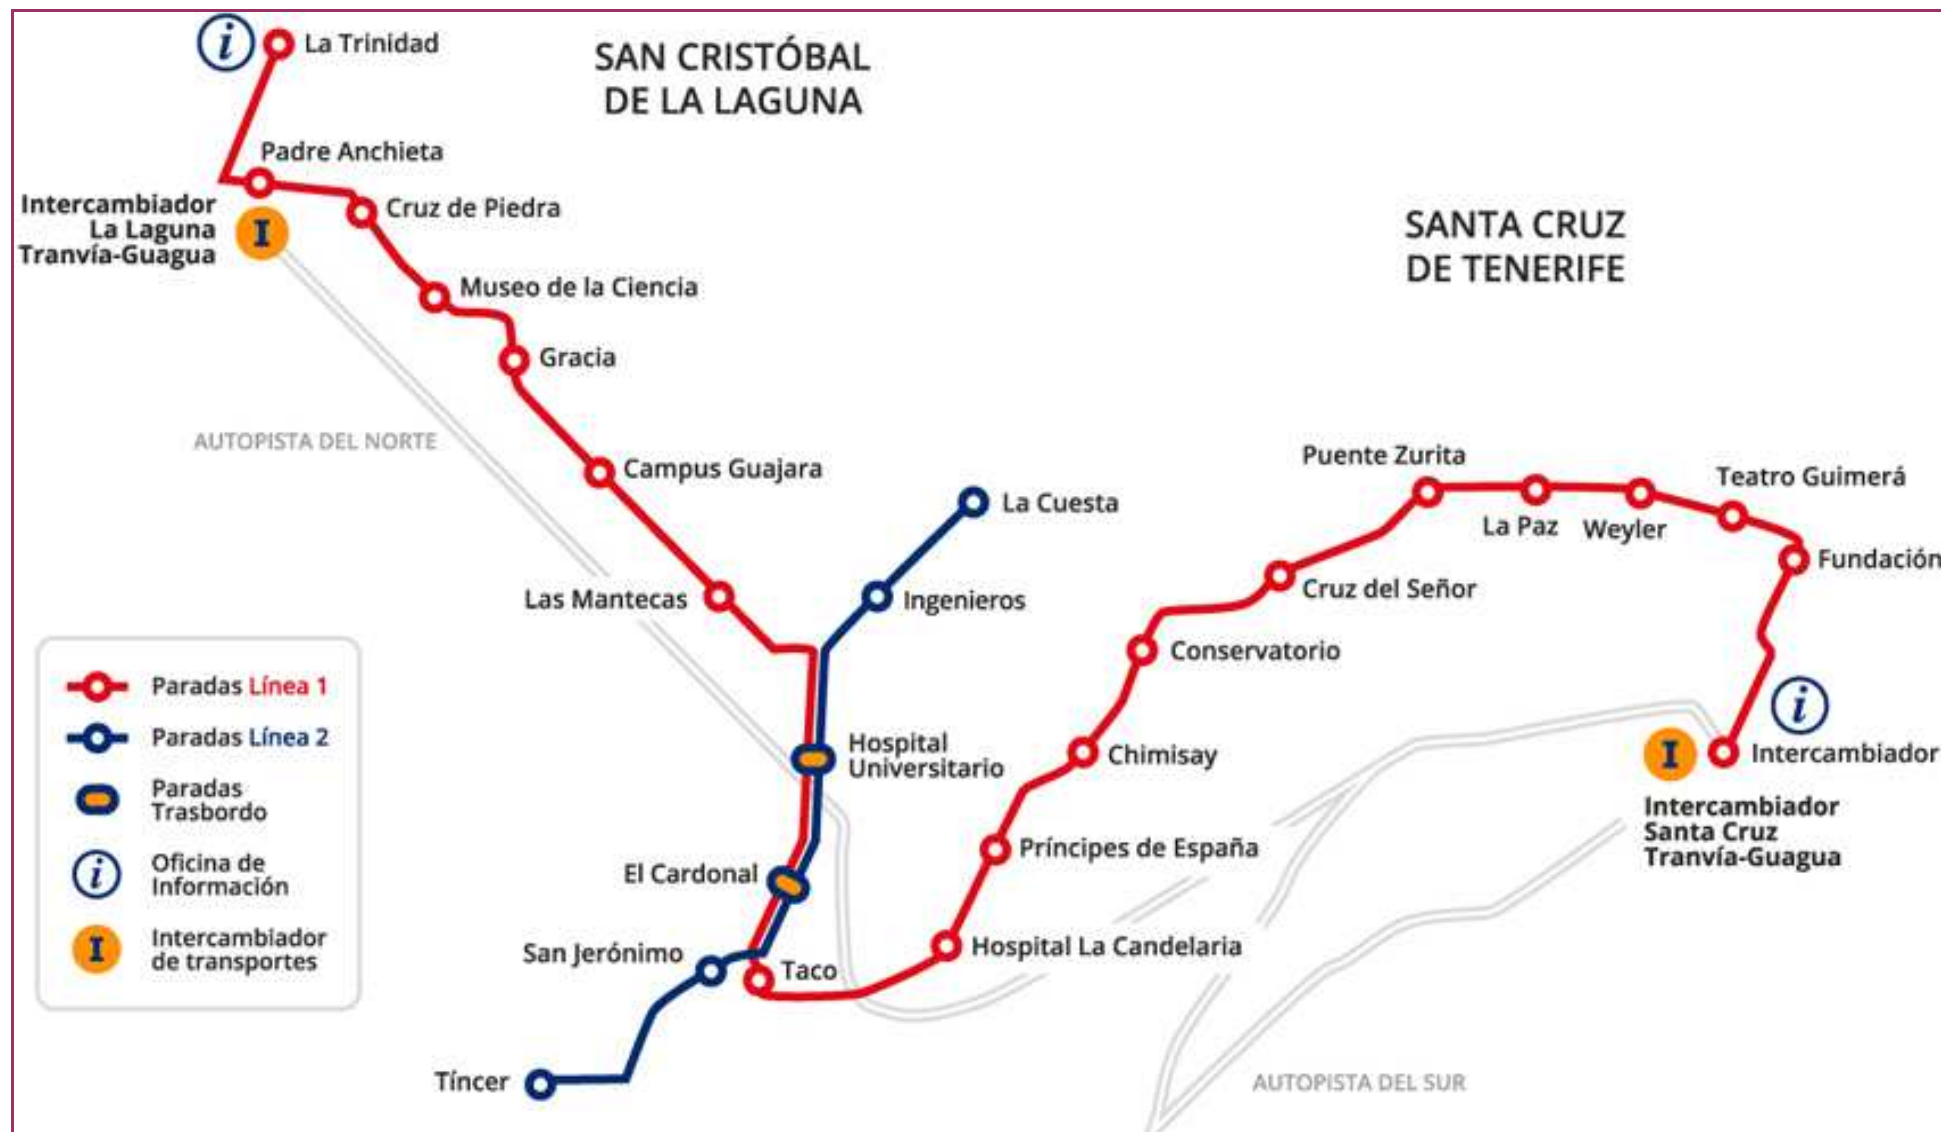 i
La Trinidad
SAN CRISTÓBAL
DE LA LAGUNA
Padre Anchieta
Intercambiador
La Laguna
Tranvía-Guagua
I
Cruz de Piedra
Museo de la Ciencia
Gracia
AUTOPISTA DEL NORTE
Campus Guajara
Las Mantecas
La Cuesta
Ingenieros
Hospital
Universitario
El Cardonal
San Jerónimo
Tíncer
Taco
Hospital La Candelaria
Príncipes de España
Chimisay
Conservatorio
Cruz del Señor
SANTA CRUZ
DE TENERIFE
Puente Zurita
La Paz
Weyler
Teatro Guimerá
Fundación
i
I
Intercambiador
Intercambiador
Santa Cruz
Tranvía-Guagua
AUTOPISTA DEL SUR
Paradas Línea 1
Paradas Línea 2
Paradas
Trasbordo
i
Oficina de
Información
I
Intercambiador
de transportes